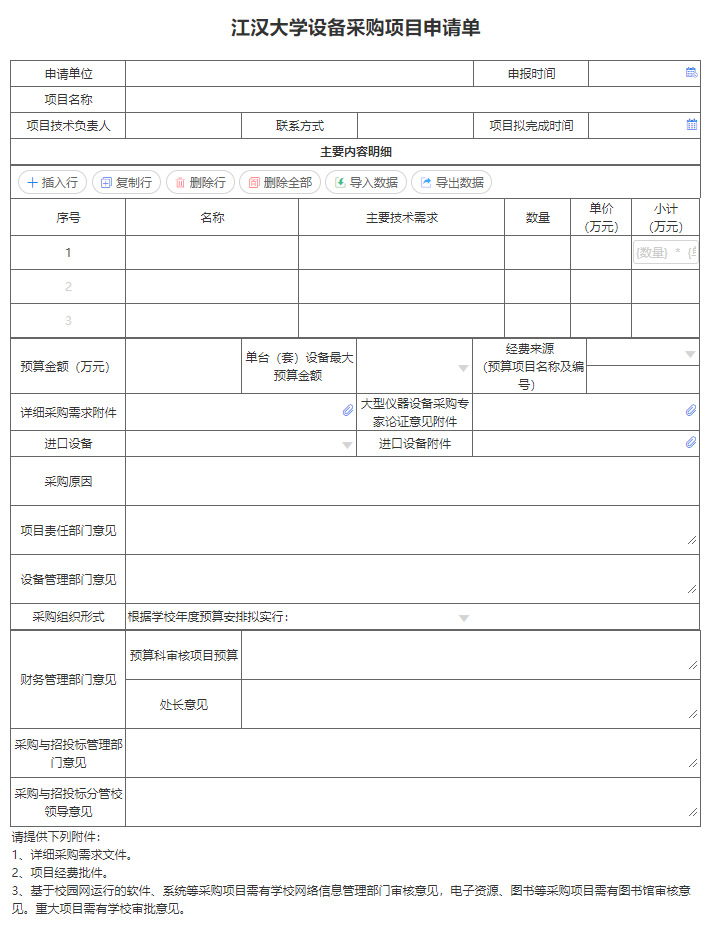 江汉大学设备采购项目申请单
申请单位
申报时间
项目名称
项目技术负责人
联系方式
项目拟完成时间
主要内容明细
插入行
复制行
删除行
删除全部
导入数据
导出数据
序号
名称
主要技术需求
数量
单价
(万元)
小计
(万元)
1
{数量} * {单
2
3
预算金额（万元）
单台（套）设备最大
预算金额
经费来源
（预算项目名称及编
号）
详细采购需求附件
大型仪器设备采购专
家论证意见附件
进口设备
进口设备附件
采购原因
项目责任部门意见
设备管理部门意见
采购组织形式
根据学校年度预算安排拟实行：
财务管理部门意见
预算科审核项目预算
处长意见
采购与招投标管理部
门意见
采购与招投标分管校
领导意见
请提供下列附件：
1、详细采购需求文件。
2、项目经费批件。
3、基于校园网运行的软件、系统等采购项目需有学校网络信息管理部门审核意见，电子资源、图书等采购项目需有图书馆审核意
见。重大项目需有学校审批意见。